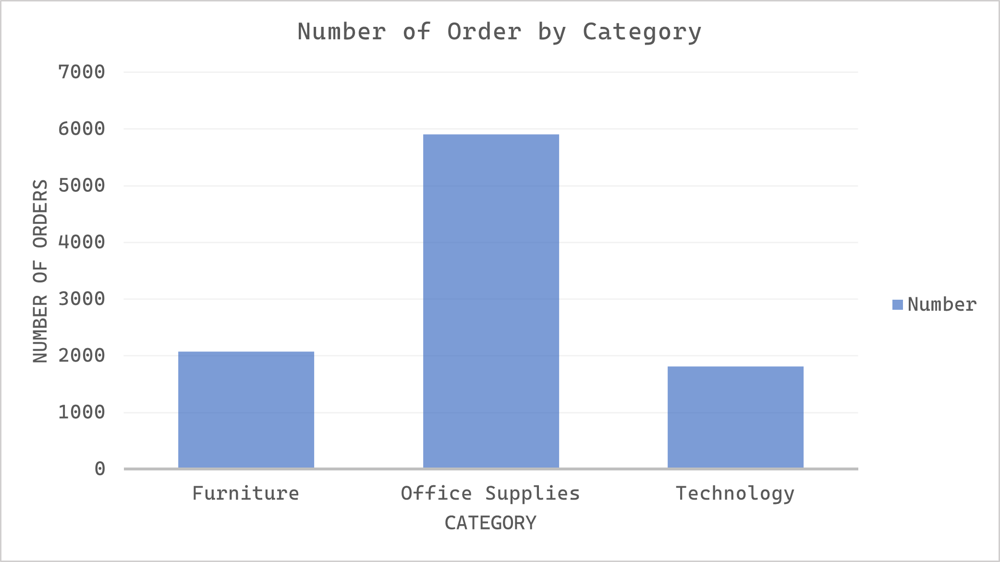 Number of Order by Category
7000
6000
5000
4000
3000
2000
1000
0
NUMBER OF ORDERS
Furniture
Office Supplies
Technology
CATEGORY
Number